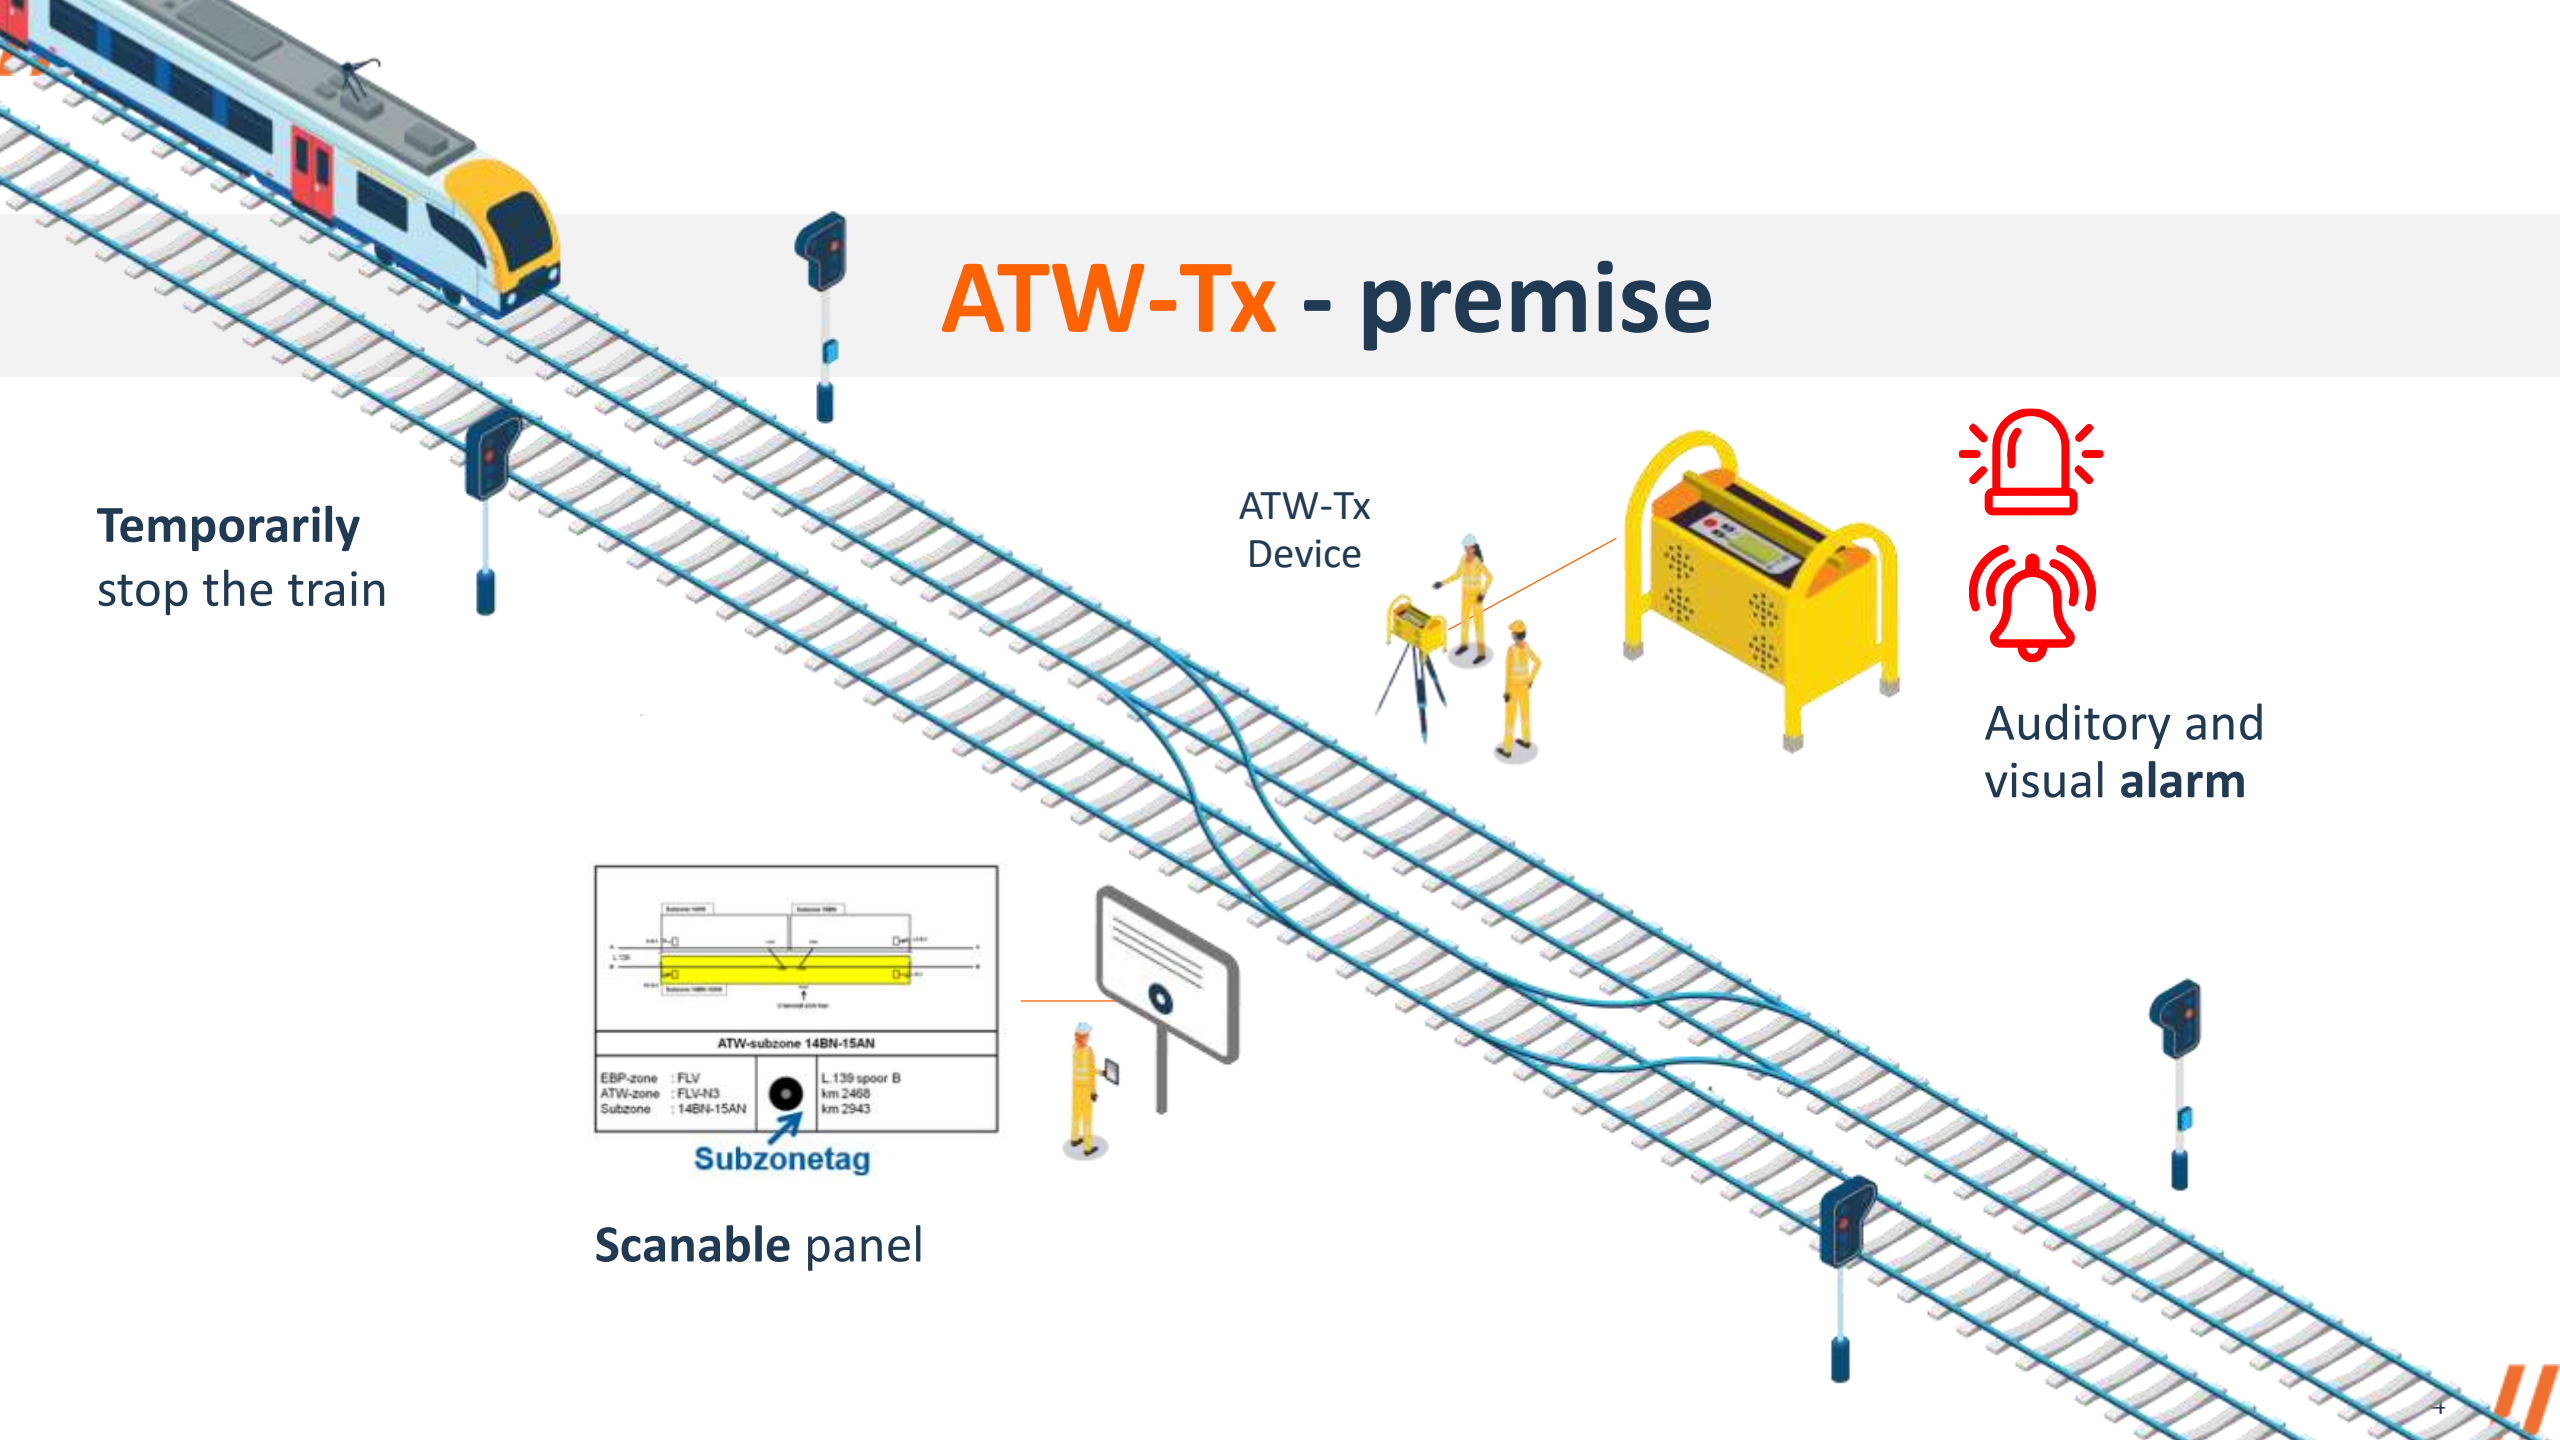 ATW-Tx - premise
Temporarily
stop the train
ATW-Tx
Device
Auditory and
visual alarm
L.139
ATW-subzone 14BN-15AN
EBP-zone : FLV
ATW-zone : FLV-N3
Subzone : 14BN-15AN
L.139 spoor B
km 2468
km 2943
Subzonetag
Scanable panel